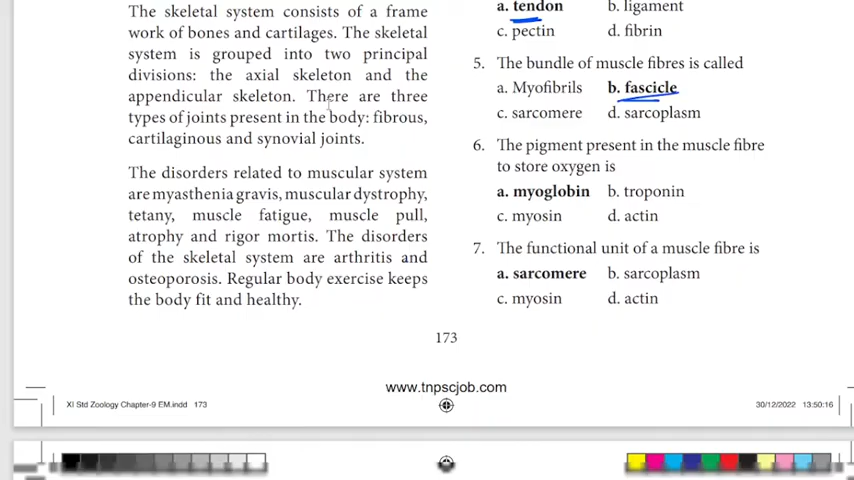 The skeletal system consists of a frame
work of bones and cartilages. The skeletal
system is grouped into two principal
divisions: the axial skeleton and the
appendicular skeleton. There are three
types of joints present in the body: fibrous,
cartilaginous and synovial joints.
The disorders related to muscular system
are myasthenia gravis, muscular dystrophy,
tetany, muscle fatigue, muscle pull,
atrophy and rigor mortis. The disorders
of the skeletal system are arthritis and
osteoporosis. Regular body exercise keeps
the body fit and healthy.
a. tendon b. ligament
c. pectin d. fibrin
5. The bundle of muscle fibres is called
a. Myofibrils b. fascicle
c. sarcomere d. sarcoplasm
6. The pigment present in the muscle fibre
to store oxygen is
a. myoglobin b. troponin
c. myosin d. actin
7. The functional unit of a muscle fibre is
a. sarcomere b. sarcoplasm
c. myosin d. actin
173
www.tnpscjob.com
XI Std Zoology Chapter-9 EM.indd 173
30/12/2022 13:50:16